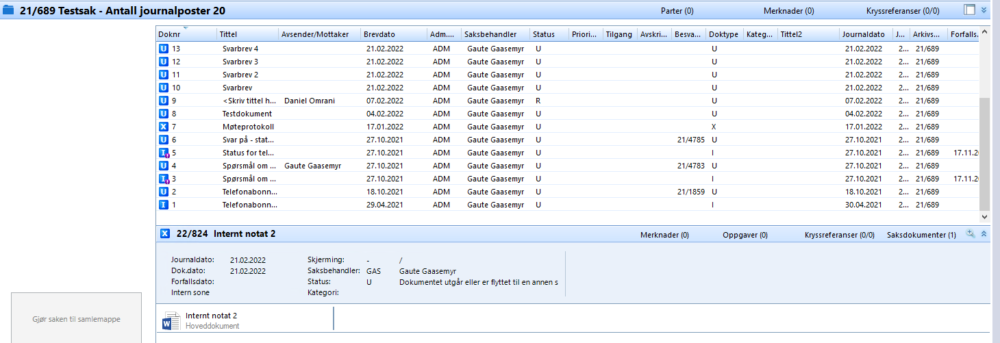 21/689 Testsak - Antall journalposter 20 Parter (0) Merknader (0) Kryssreferanser (0/0)
Doknr Tittel Avsender/Mottaker Brevdato Adm.... Saksbehandler Status Priori... Tilgang Avskri... Besva... Doktype Kateg... Tittel2 Journaldato J... Arkivs... Forfalls.
U 13 Svarbrev 4 21.02.2022 ADM Gaute Gaasemyr U U 21.02.2022 2... 21/689
U 12 Svarbrev 3 21.02.2022 ADM Gaute Gaasemyr U U 21.02.2022 2... 21/689
U 11 Svarbrev 2 21.02.2022 ADM Gaute Gaasemyr U U 21.02.2022 2... 21/689
U 10 Svarbrev 21.02.2022 ADM Gaute Gaasemyr U U 21.02.2022 2... 21/689
U 9 <Skriv tittel h... Daniel Omrani 07.02.2022 ADM Gaute Gaasemyr R U 07.02.2022 2... 21/689
U 8 Testdokument 04.02.2022 ADM Gaute Gaasemyr U U 04.02.2022 2... 21/689
X 7 Møteprotokoll 17.01.2022 ADM Gaute Gaasemyr U X 17.01.2022 2... 21/689
U 6 Svar på - stat... 27.10.2021 ADM Gaute Gaasemyr U 21/4785 U 27.10.2021 2... 21/689
I 5 Status for tel... 27.10.2021 ADM Gaute Gaasemyr U I 27.10.2021 2... 21/689 17.11.20
U 4 Spørsmål om ... Gaute Gaasemyr 27.10.2021 ADM Gaute Gaasemyr U 21/4783 U 27.10.2021 2... 21/689
I 3 Spørsmål om ... 27.10.2021 ADM Gaute Gaasemyr U I 27.10.2021 2... 21/689 17.11.20
U 2 Telefonabonn... 18.10.2021 ADM Gaute Gaasemyr U 21/1859 U 18.10.2021 2... 21/689
I 1 Telefonabonn... 29.04.2021 ADM Gaute Gaasemyr U I 30.04.2021 2... 21/689
X 22/824 Internt notat 2 Merknader (0) Oppgaver (0) Kryssreferanser (0/0) Saksdokumenter (1)
Journaldato: 21.02.2022 Skjerming: - /
Dok.dato: 21.02.2022 Saksbehandler: GAS Gaute Gaasemyr
Forfallsdato: Status: U Dokumentet utgår eller er flyttet til en annen s
Intern sone Kategori:
Gjør saken til samlemappe
W Internt notat 2
Hoveddokument